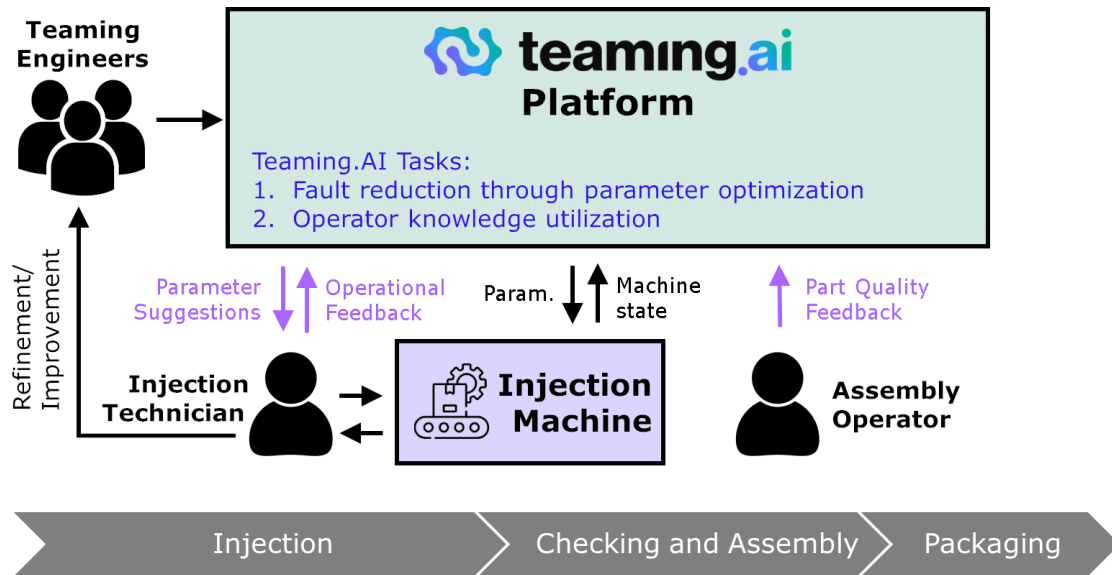 Teaming
Engineers
teaming.ai
Platform
Teaming.AI Tasks:
1. Fault reduction through parameter optimization
2. Operator knowledge utilization
Refinement/
Improvement
Parameter
Suggestions
Operational
Feedback
Param.
Machine
state
Part Quality
Feedback
Injection
Technician
Injection
Machine
Assembly
Operator
Injection
Checking and Assembly
Packaging